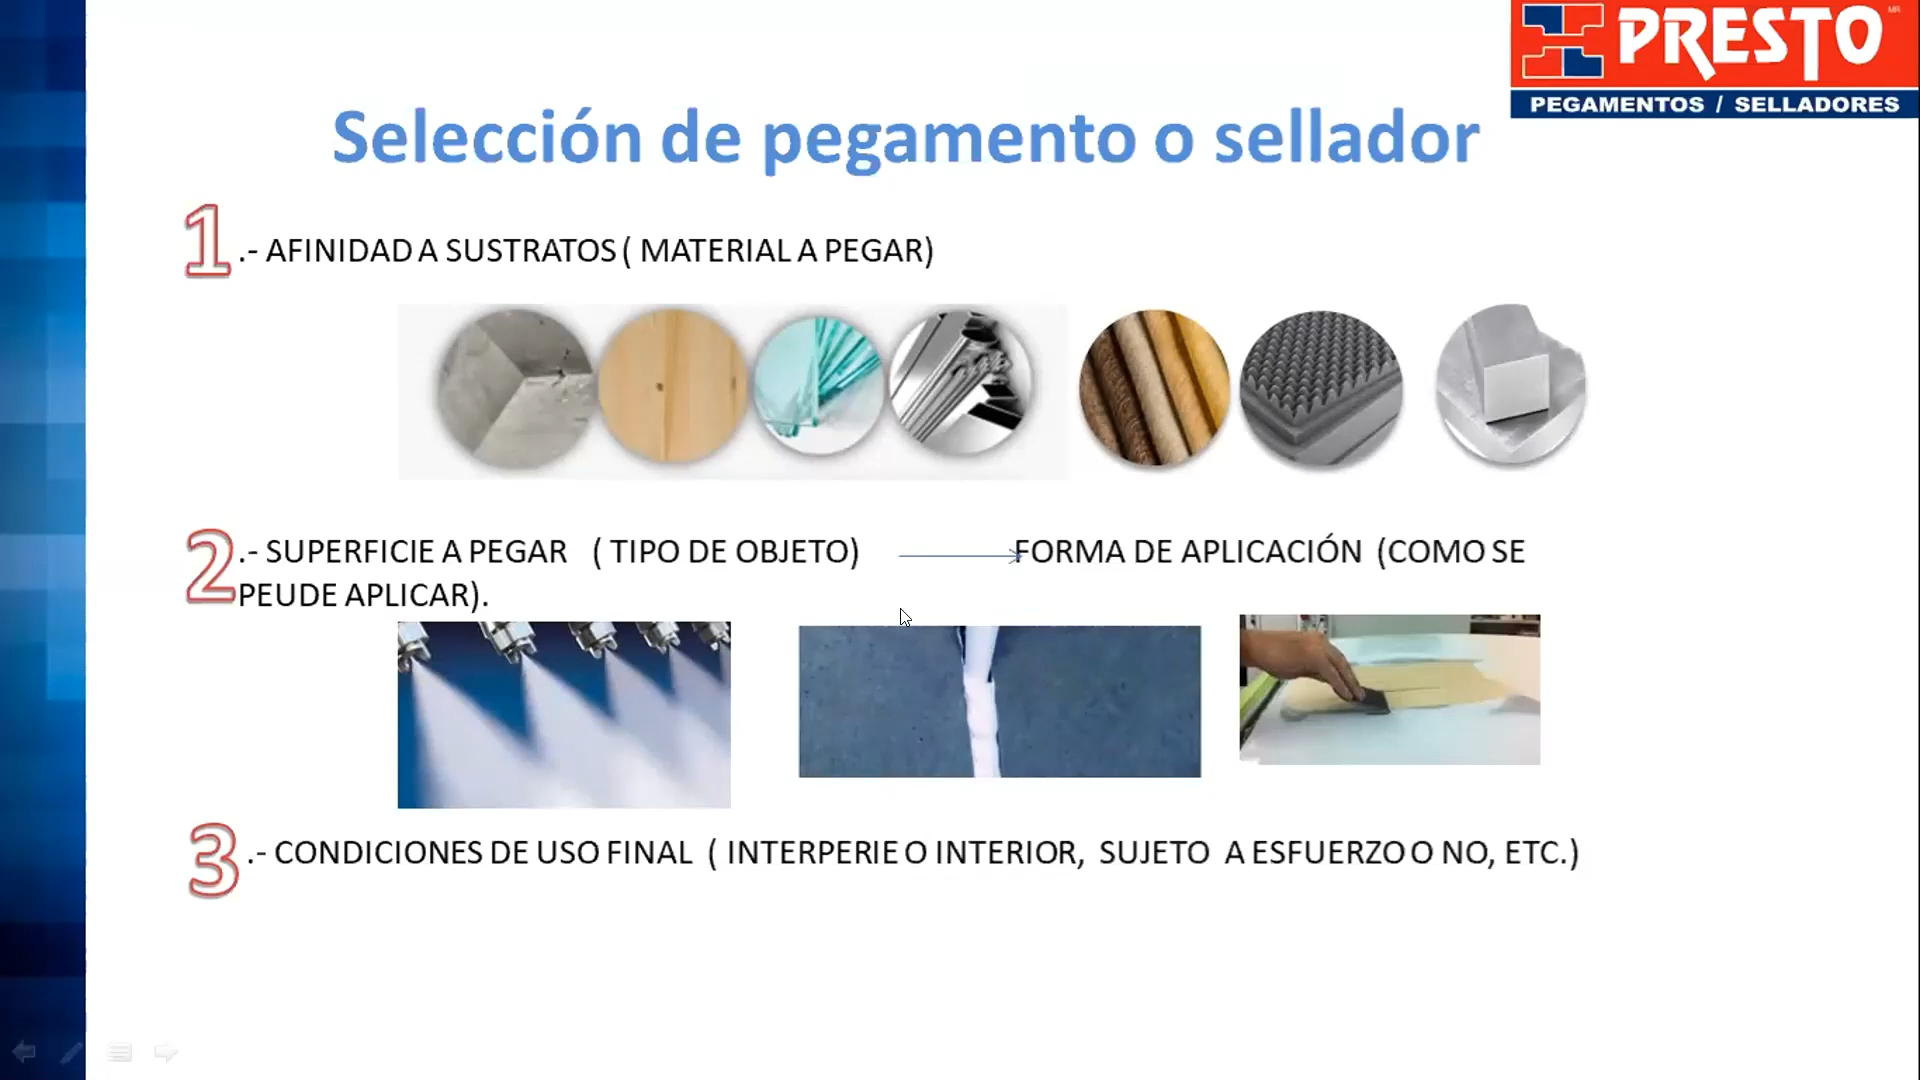 PRESTO
MR
PEGAMENTOS / SELLADORES
Selección de pegamento o sellador
1.- AFINIDAD A SUSTRATOS ( MATERIAL A PEGAR)
2.- SUPERFICIE A PEGAR ( TIPO DE OBJETO) FORMA DE APLICACIÓN (COMO SE
PEUDE APLICAR).
3.- CONDICIONES DE USO FINAL ( INTERPERIE O INTERIOR, SUJETO A ESFUERZO O NO, ETC.)